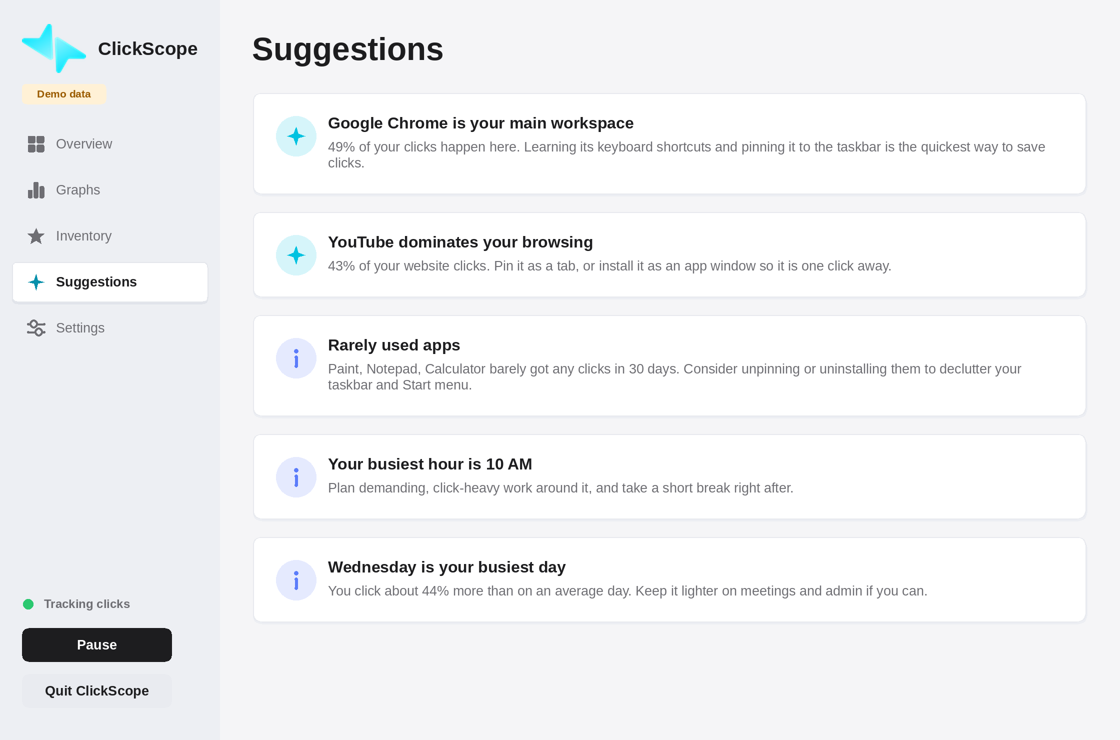 ClickScope
Demo data
Overview
Graphs
Inventory
Suggestions
Settings
Tracking clicks
Pause
Quit ClickScope
Suggestions
Google Chrome is your main workspace
49% of your clicks happen here. Learning its keyboard shortcuts and pinning it to the taskbar is the quickest way to save
clicks.
YouTube dominates your browsing
43% of your website clicks. Pin it as a tab, or install it as an app window so it is one click away.
Rarely used apps
Paint, Notepad, Calculator barely got any clicks in 30 days. Consider unpinning or uninstalling them to declutter your
taskbar and Start menu.
Your busiest hour is 10 AM
Plan demanding, click-heavy work around it, and take a short break right after.
Wednesday is your busiest day
You click about 44% more than on an average day. Keep it lighter on meetings and admin if you can.